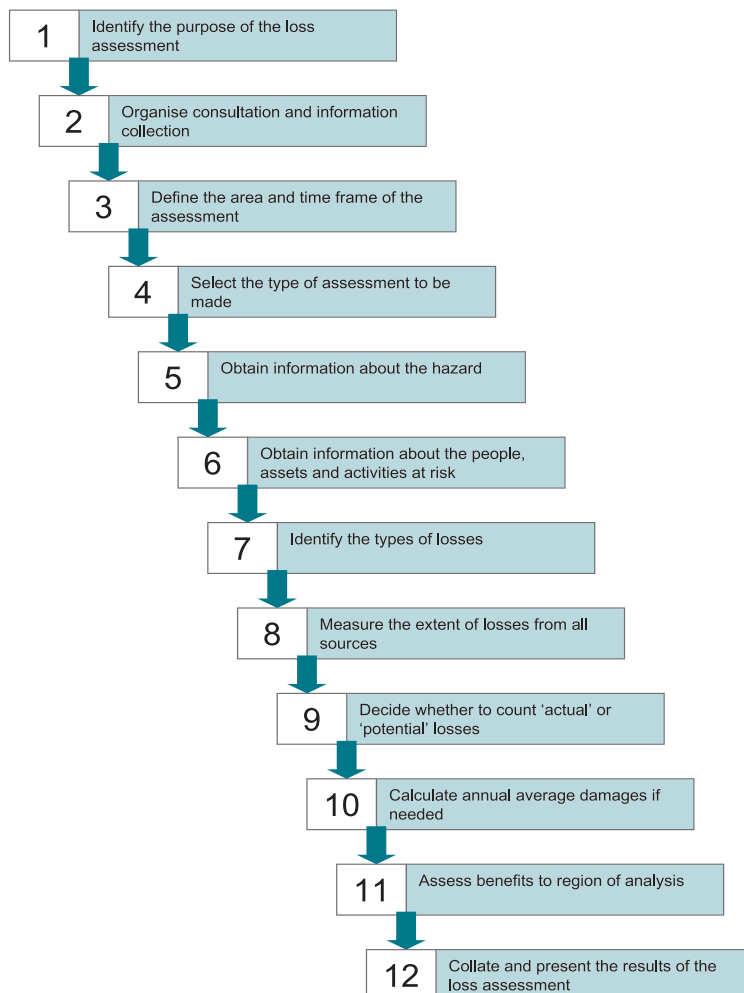 1
Identify the purpose of the loss
assessment
2
Organise consultation and information
collection
3
Define the area and time frame of the
assessment
4
Select the type of assessment to be
made
5
Obtain information about the hazard
6
Obtain information about the people,
assets and activities at risk
7
Identify the types of losses
8
Measure the extent of losses from all
sources
9
Decide whether to count ‘actual’ or
‘potential’ losses
10
Calculate annual average damages if
needed
11
Assess benefits to region of analysis
12
Collate and present the results of the
loss assessment